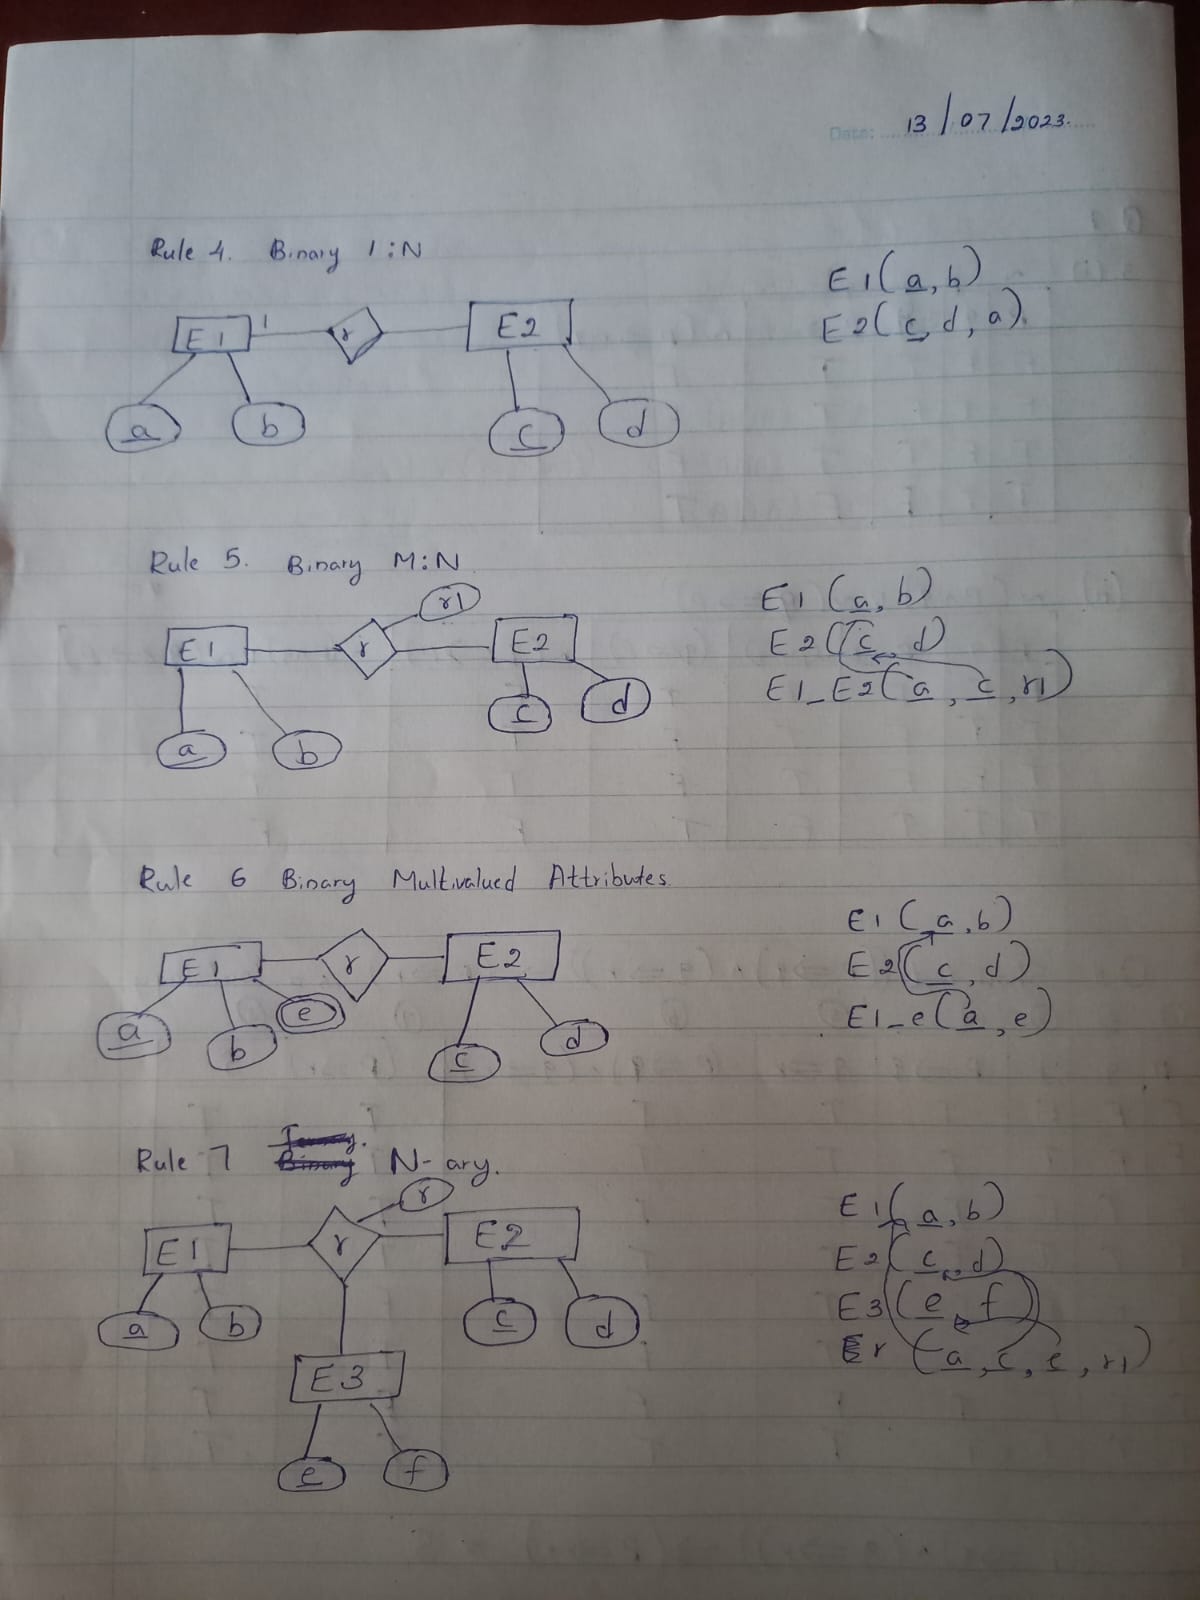 Date: 13/07/2023.
Rule 4. Binary 1:N
E1(a,b)
E2(c,d,a)
E1 1 r E2
a b c d
Rule 5. Binary M:N
r1
E1 r E2
a b c d
E1 (a,b)
E2 (c,d)
E1_E2 (a,c,r1)
Rule 6 Binary Multivalued Attributes
E1 r E2
a b e c d
E1 (a,b)
E2 (c,d)
E1_e (a,e)
Rule 7 N-ary.
r
E1 r E2
a b c d
E3
e f
E1 (a,b)
E2 (c,d)
E3 (e f)
Er (a,c,e,r1)